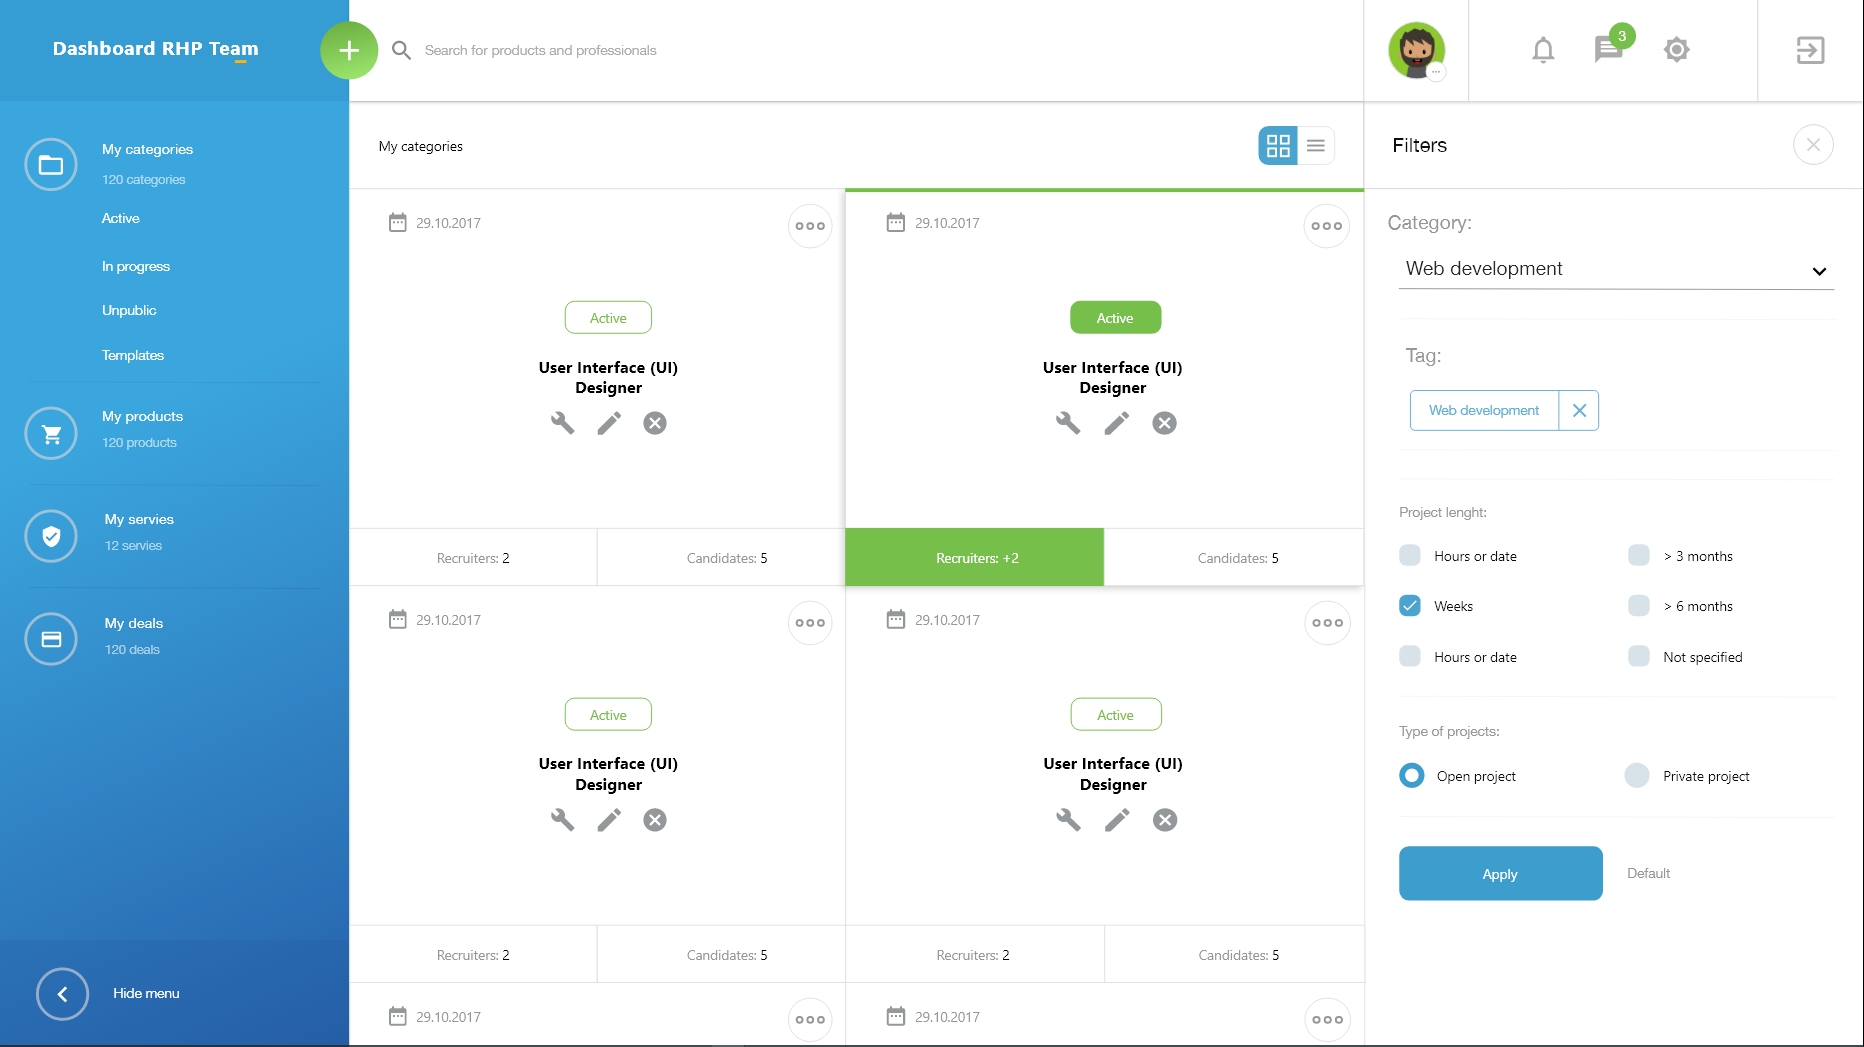 Dashboard RHP Team
Search for products and professionals
3
My categories
120 categories
Active
In progress
Unpublic
Templates
My products
120 products
My servies
12 servies
My deals
120 deals
Hide menu
My categories
29.10.2017
Active
User Interface (UI)
Designer
Recruiters: 2
Candidates: 5
29.10.2017
Active
User Interface (UI)
Designer
Recruiters: +2
Candidates: 5
29.10.2017
Active
User Interface (UI)
Designer
Recruiters: 2
Candidates: 5
29.10.2017
Active
User Interface (UI)
Designer
Recruiters: 2
Candidates: 5
29.10.2017
29.10.2017
Filters
Category:
Web development
Tag:
Web development
Project lenght:
Hours or date
> 3 months
Weeks
> 6 months
Hours or date
Not specified
Type of projects:
Open project
Private project
Apply
Default